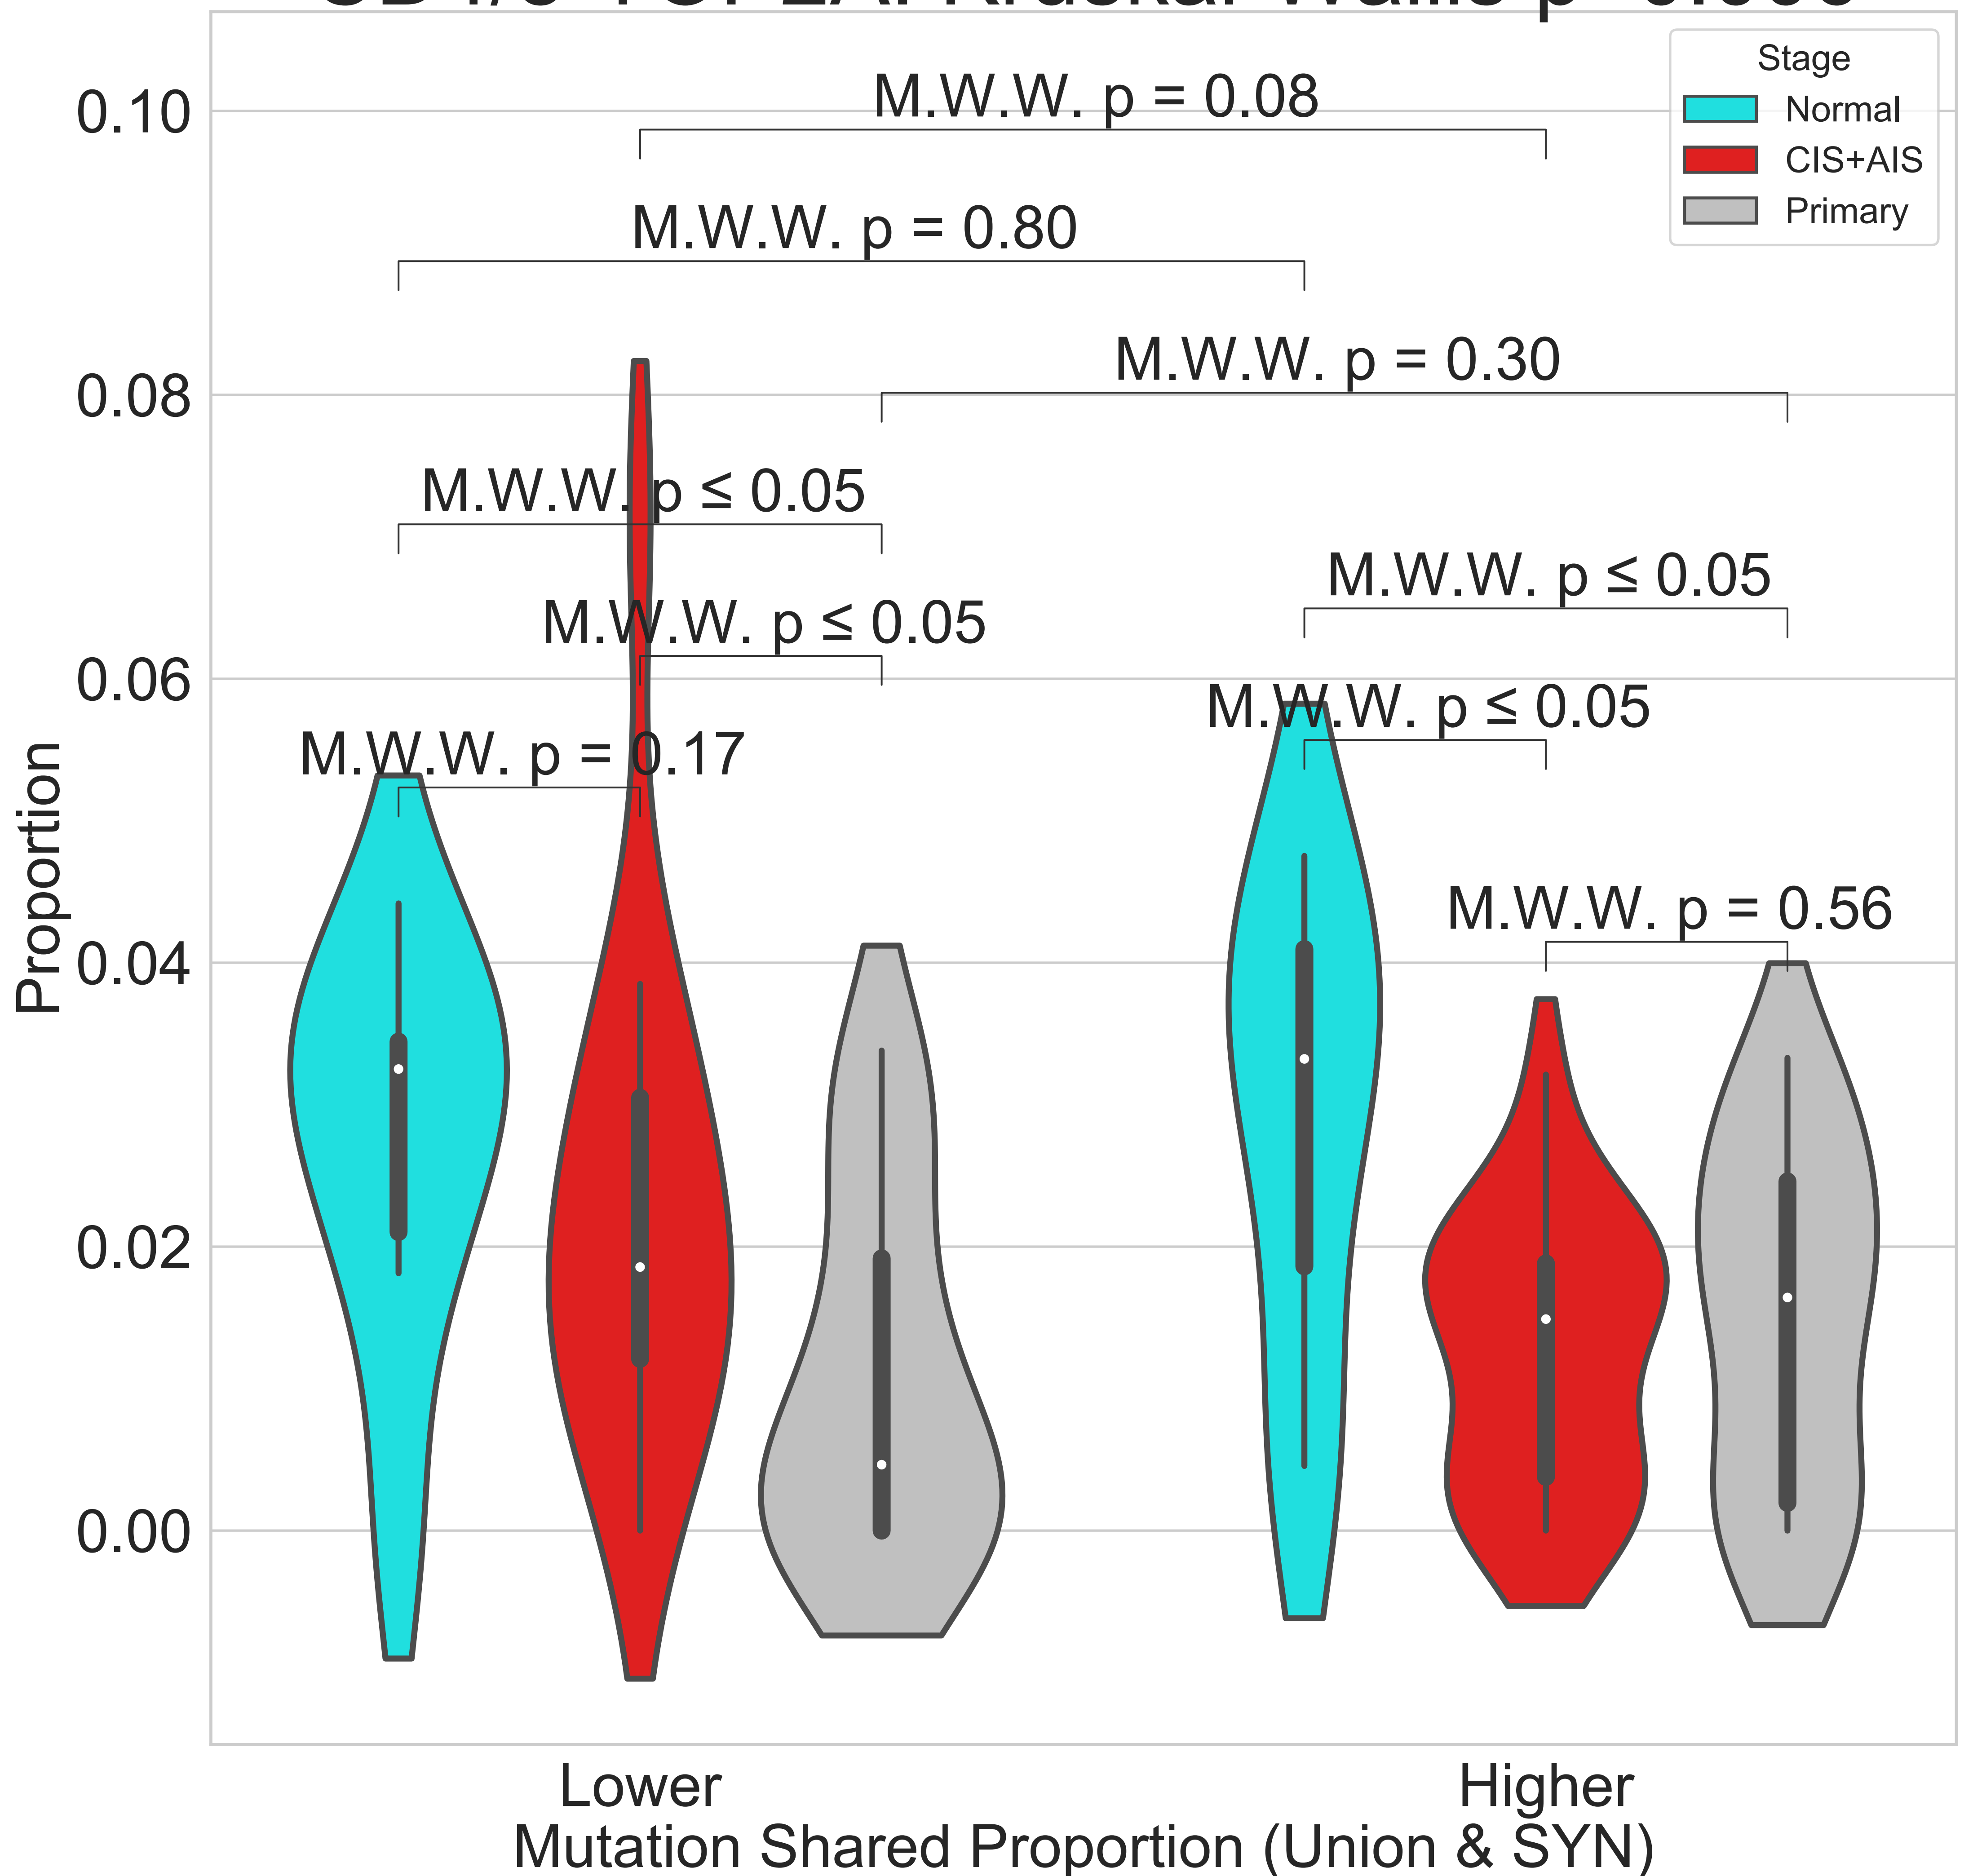 Stage
Normal
CIS+AIS
Primary
M.W.W. p = 0.08
M.W.W. p = 0.80
M.W.W. p = 0.30
M.W.W. p ≤ 0.05
M.W.W. p ≤ 0.05
M.W.W. p ≤ 0.05
M.W.W. p ≤ 0.05
M.W.W. p = 0.17
M.W.W. p = 0.56
0.10
0.08
0.06
0.04
0.02
0.00
Proportion
Lower
Higher
Mutation Shared Proportion (Union & SYN)